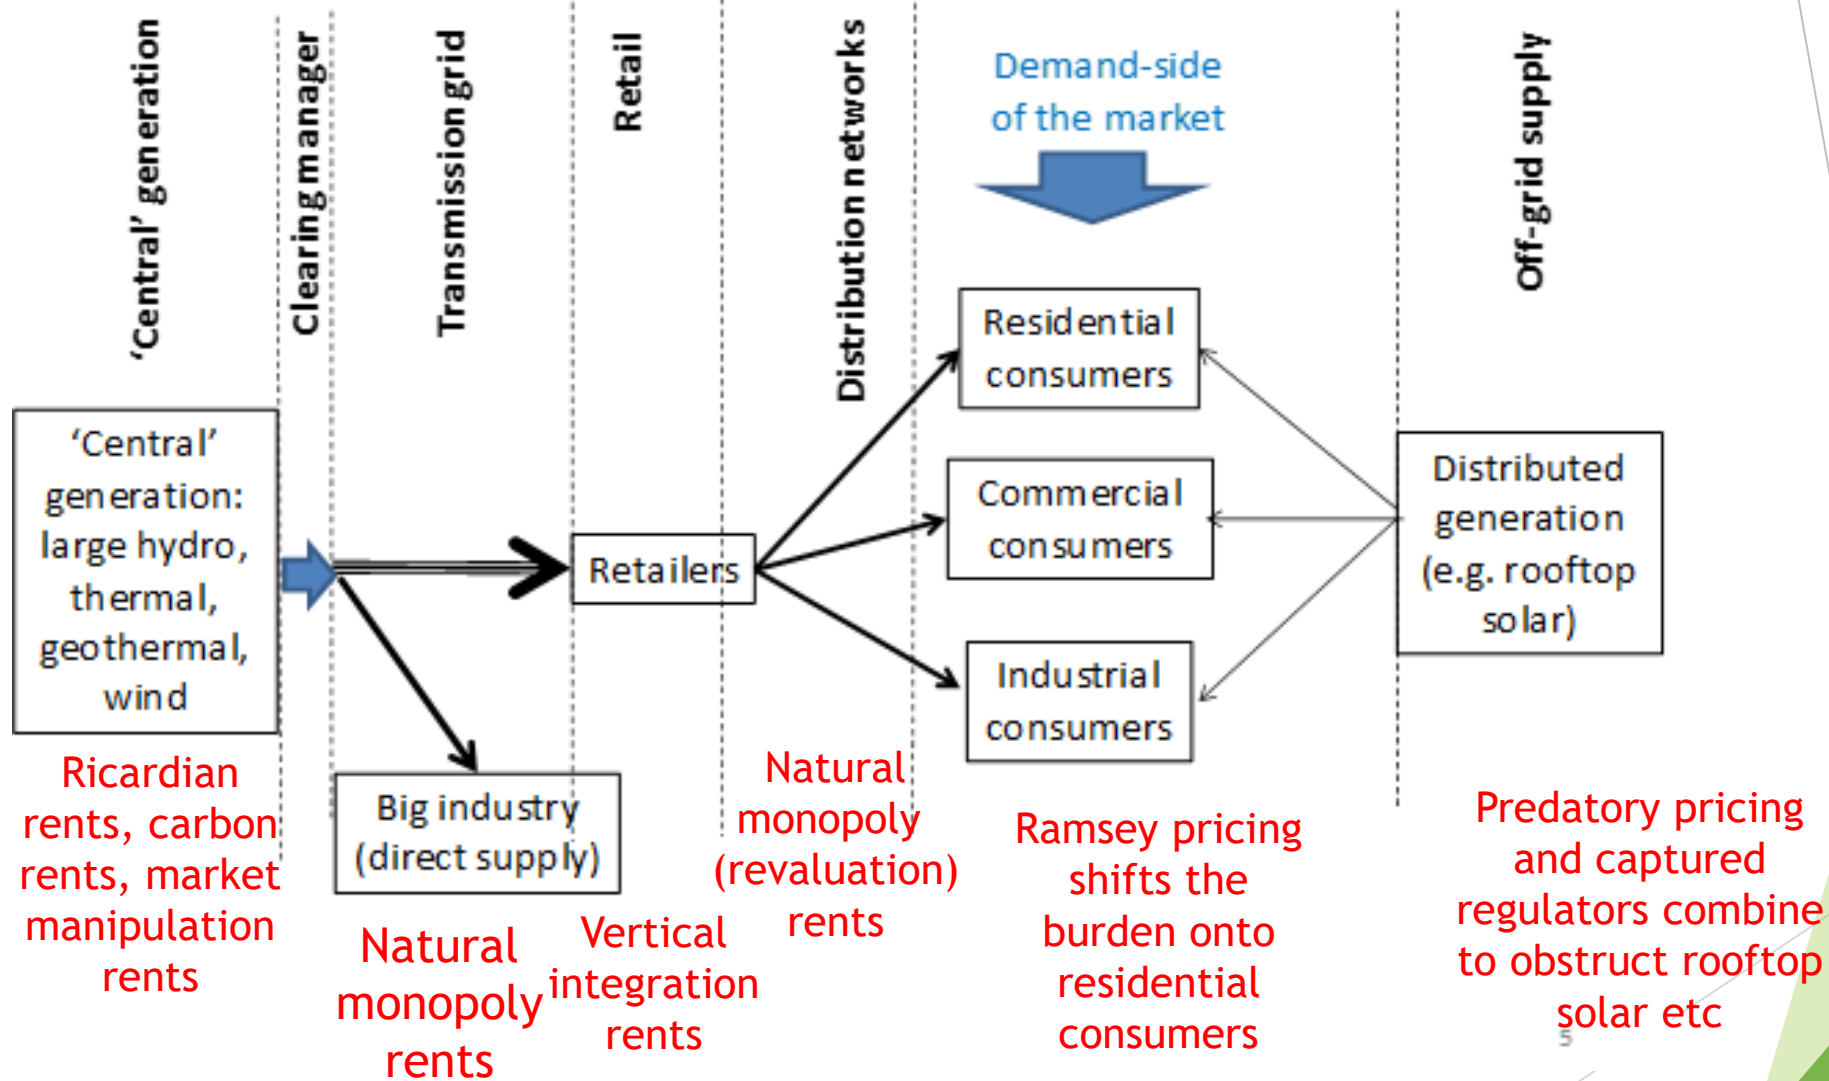 'Central' generation
Clearing manager
Transmission grid
Retail
Distribution networks
Demand-side
of the market
Off-grid supply
'Central'
generation:
large hydro,
thermal,
geothermal,
wind
Retailers
Big industry
(direct supply)
Residential
consumers
Commercial
consumers
Industrial
consumers
Distributed
generation
(e.g. rooftop
solar)
Ricardian
rents, carbon
rents, market
manipulation
rents
Natural
monopoly
rents
Vertical
integration
rents
Natural
monopoly
(revaluation)
rents
Ramsey pricing
shifts the
burden onto
residential
consumers
Predatory pricing
and captured
regulators combine
to obstruct rooftop
solar etc
5